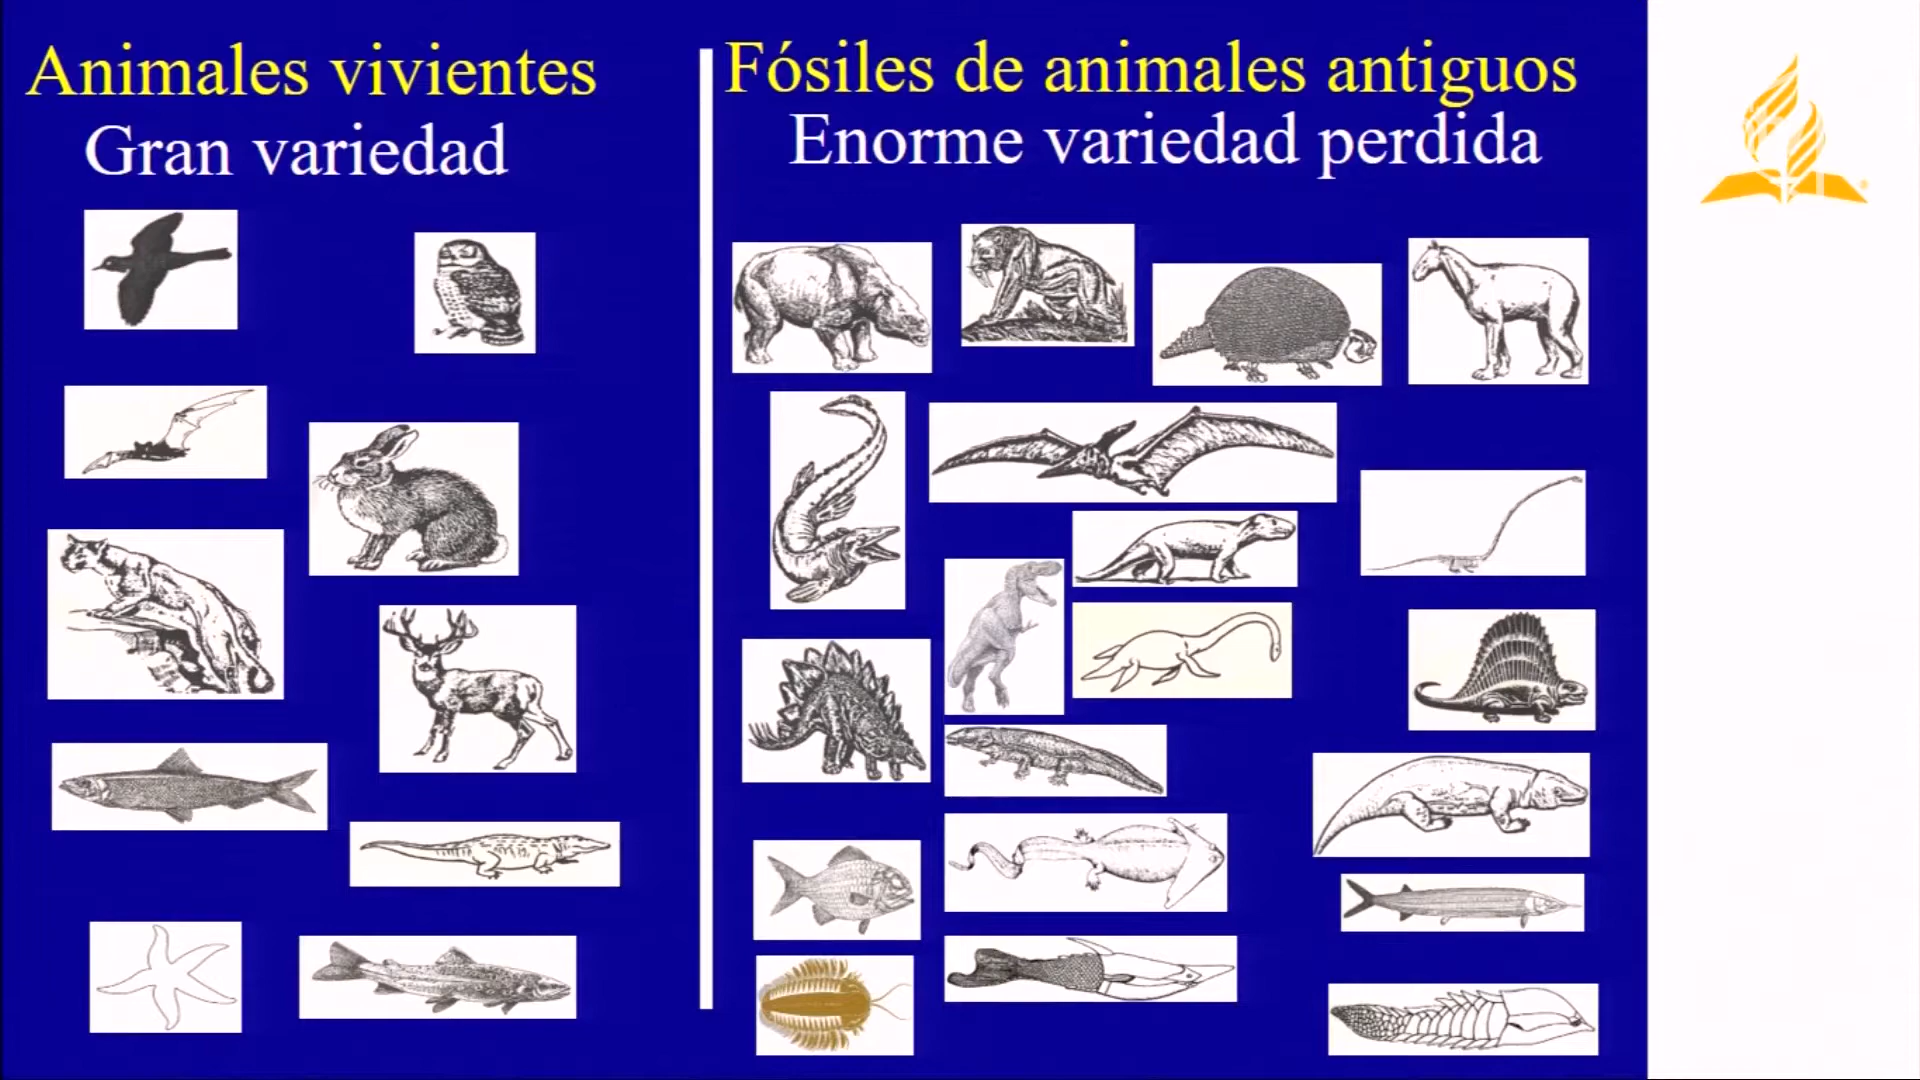 Animales vivientes
Gran variedad
Fósiles de animales antiguos
Enorme variedad perdida